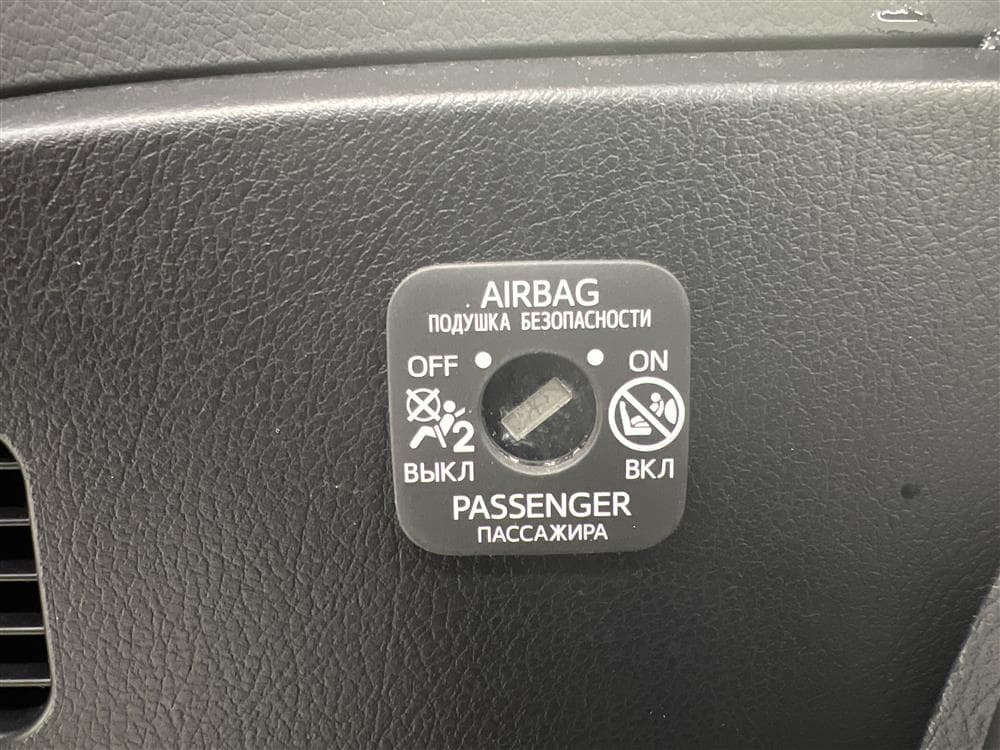 AIRBAG
ПОДУШКА БЕЗОПАСНОСТИ
OFF ON
2
ВЫКЛ ВКЛ
PASSENGER
ПАССАЖИРА